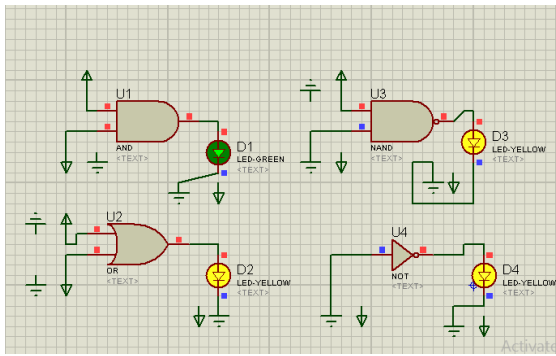 U1
AND
<TEXT>
D1
LED-GREEN
<TEXT>
U3
NAND
<TEXT>
D3
LED-YELLOW
<TEXT>
U2
OR
<TEXT>
D2
LED-YELLOW
<TEXT>
U4
NOT
<TEXT>
D4
LED-YELLOW
<TEXT>